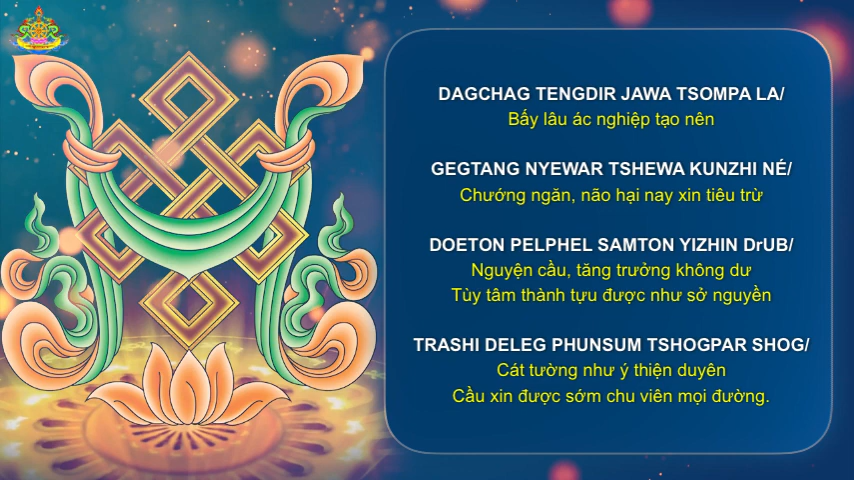 DAGCHAG TENGDIR JAWA TSOMPA LA/
Bấy lâu ác nghiệp tạo nên
GEGTANG NYEWAR TSHEWA KUNZHI NÉ/
Chướng ngăn, não hại nay xin tiêu trừ
DOETON PELPHEL SAMTON YIZHIN DrUB/
Nguyện cầu, tăng trưởng không dư
Tùy tâm thành tựu được như sở nguyền
TRASHI DELEG PHUNSUM TSHOGPAR SHOG/
Cát tường như ý thiện duyên
Cầu xin được sớm chu viên mọi đường.